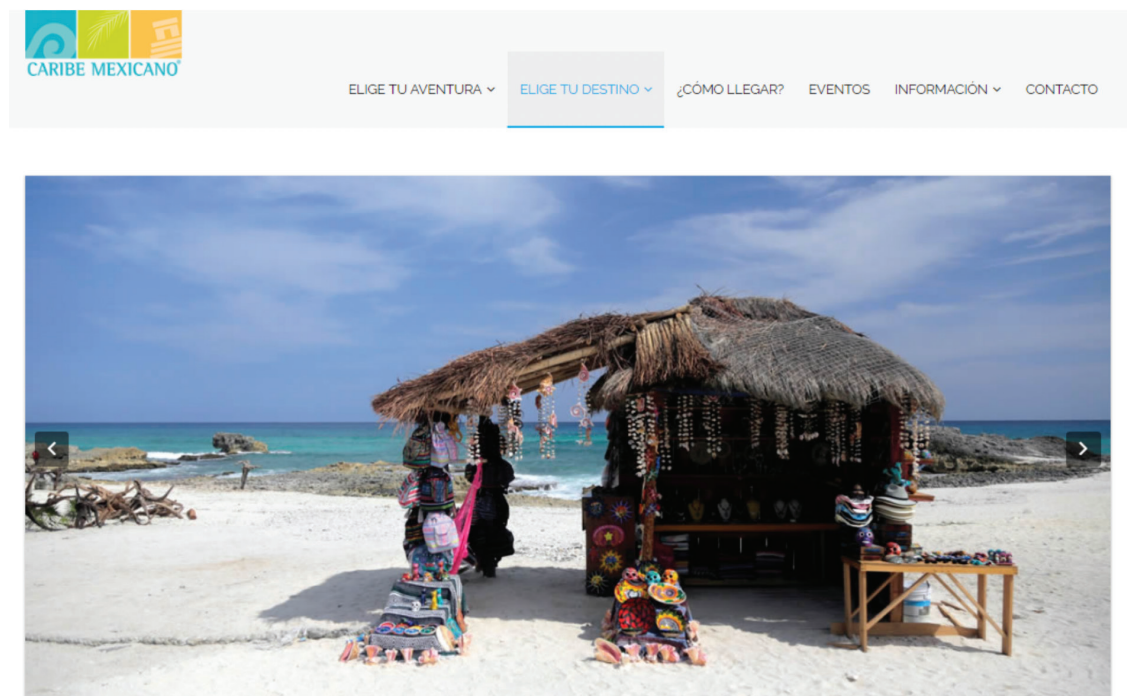 CARIBE MEXICANO®
ELIGE TU AVENTURA
ELIGE TU DESTINO
¿CÓMO LLEGAR?
EVENTOS
INFORMACIÓN
CONTACTO